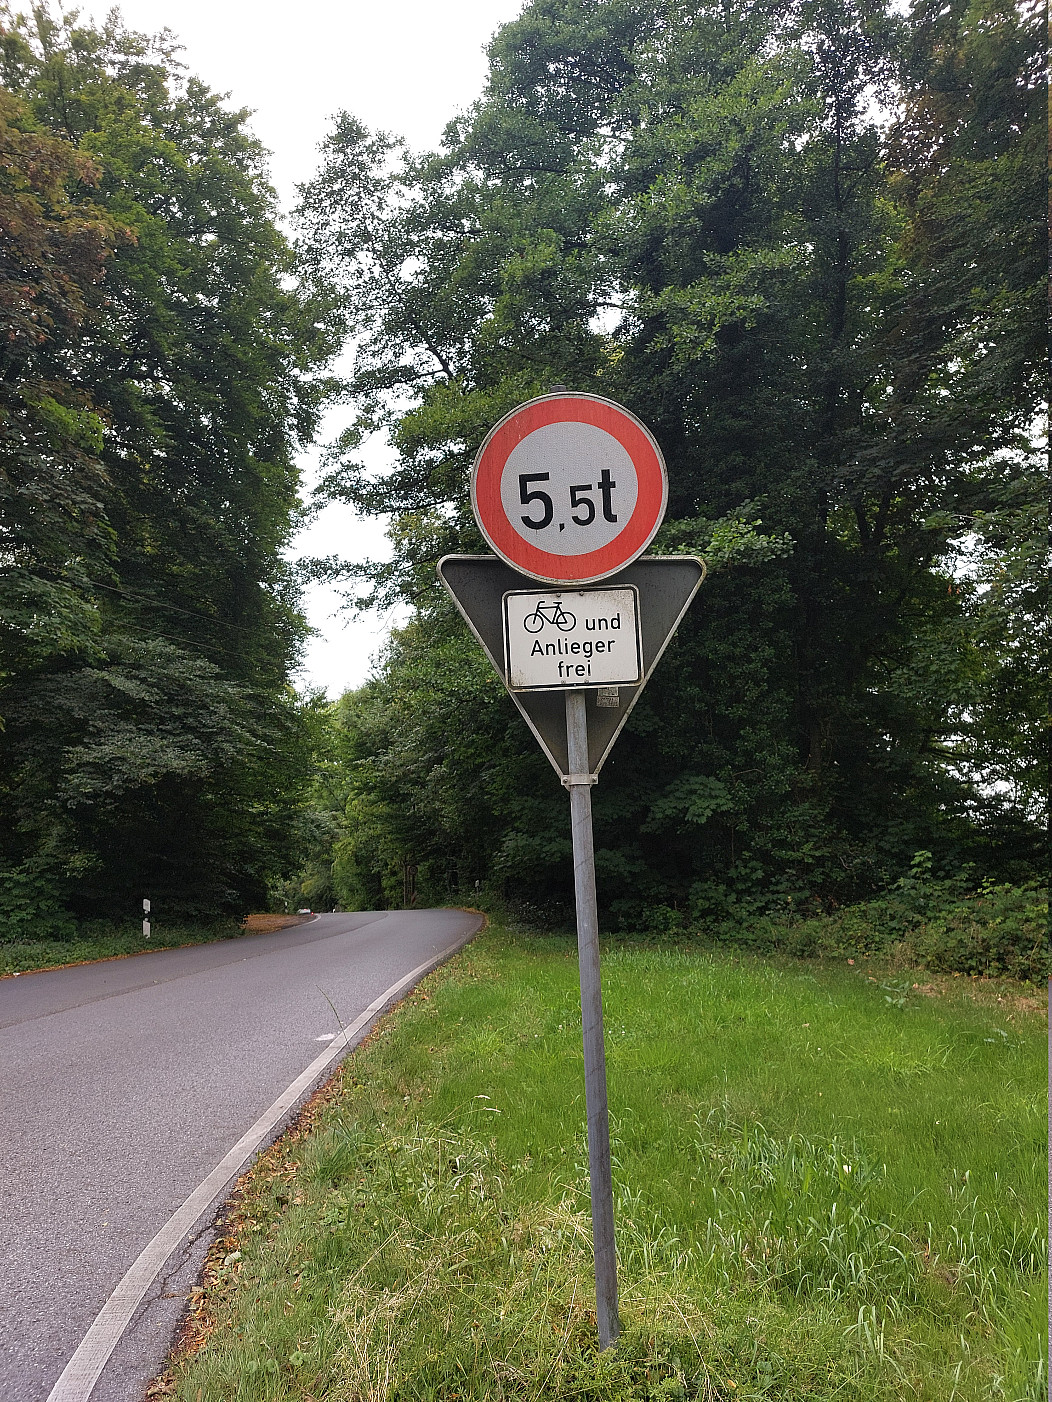 5,5t
und
Anlieger
frei